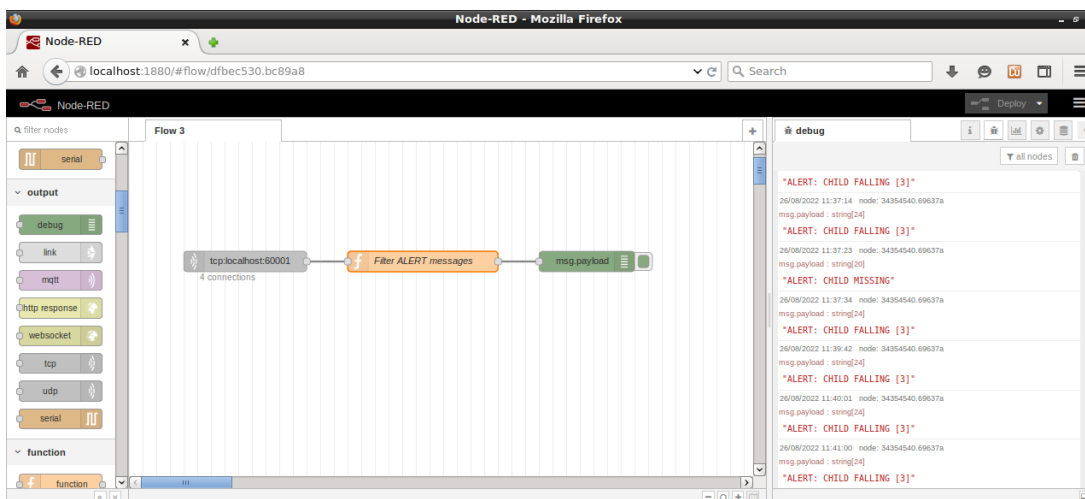 Node-RED - Mozilla Firefox
Node-RED
localhost:1880/#flow/dfbec530.bc89a8
Search
Node-RED
Deploy
filter nodes
Flow 3
debug
i
all nodes
serial
output
debug
link
mqtt
http response
websocket
tcp
udp
serial
function
function
tcp:localhost:60001
4 connections
Filter ALERT messages
msg.payload
"ALERT: CHILD FALLING [3]"
26/08/2022 11:37:14 node: 34354540.69637a
msg.payload : string[24]
"ALERT: CHILD FALLING [3]"
26/08/2022 11:37:23 node: 34354540.69637a
msg.payload : string[20]
"ALERT: CHILD MISSING"
26/08/2022 11:37:34 node: 34354540.69637a
msg.payload : string[24]
"ALERT: CHILD FALLING [3]"
26/08/2022 11:39:42 node: 34354540.69637a
msg.payload : string[24]
"ALERT: CHILD FALLING [3]"
26/08/2022 11:40:01 node: 34354540.69637a
msg.payload : string[24]
"ALERT: CHILD FALLING [3]"
26/08/2022 11:41:00 node: 34354540.69637a
msg.payload : string[24]
"ALERT: CHILD FALLING [3]"